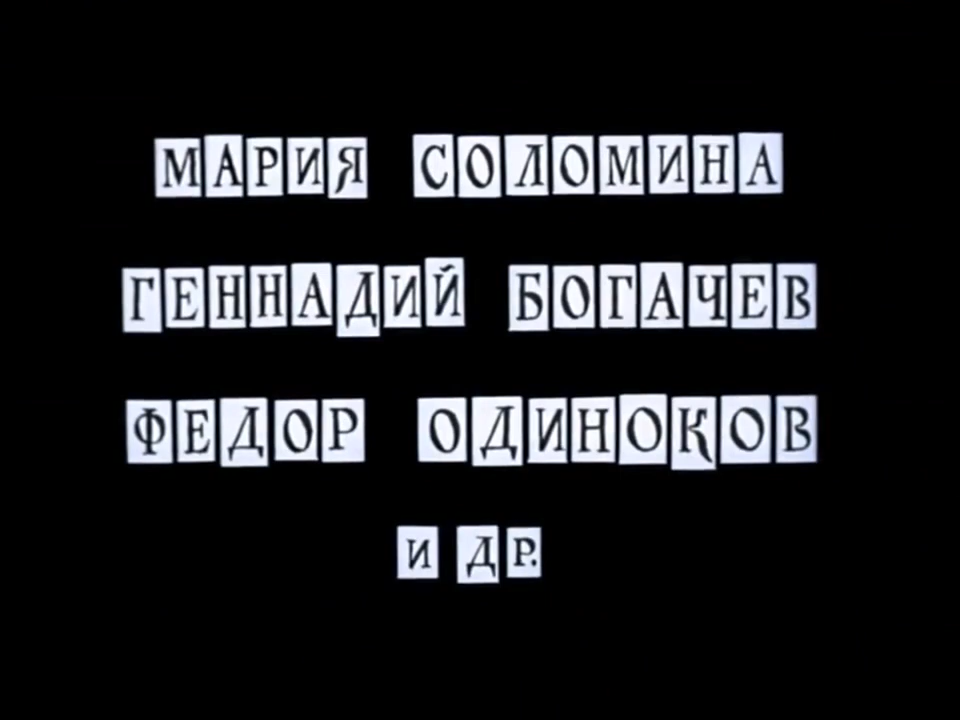 МАРИЯ СОЛОМИНА
ГЕННАДИЙ БОГАЧЕВ
ФЕДОР ОДИНОКОВ
И ДР.